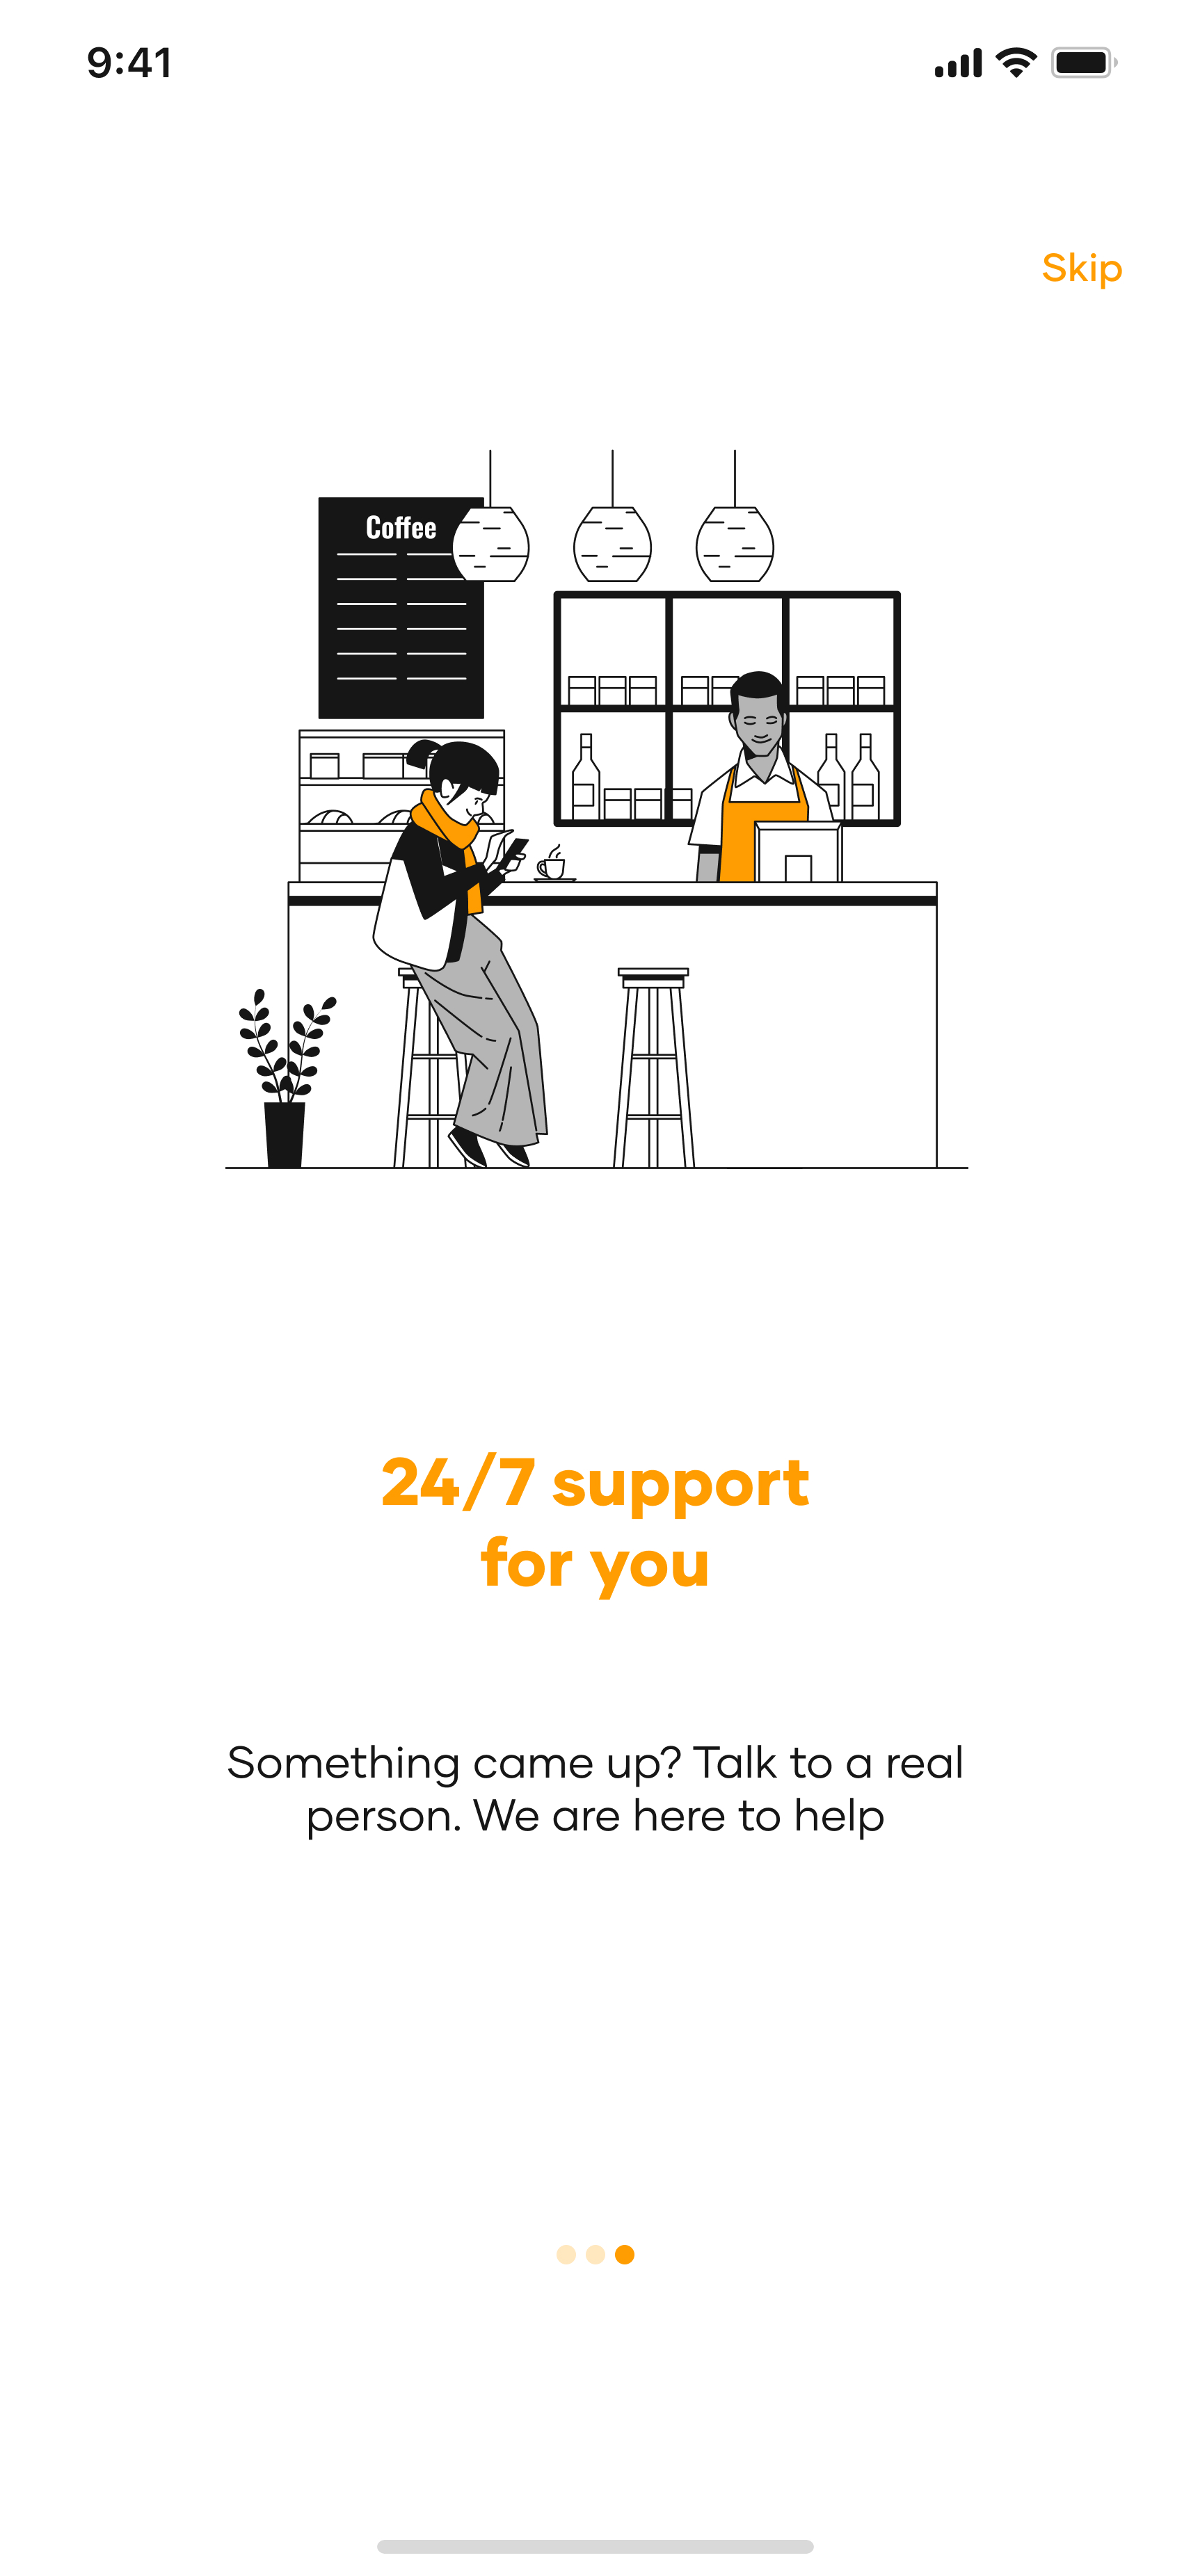 9:41
Skip
Coffee
24/7 support
for you
Something came up? Talk to a real
person. We are here to help